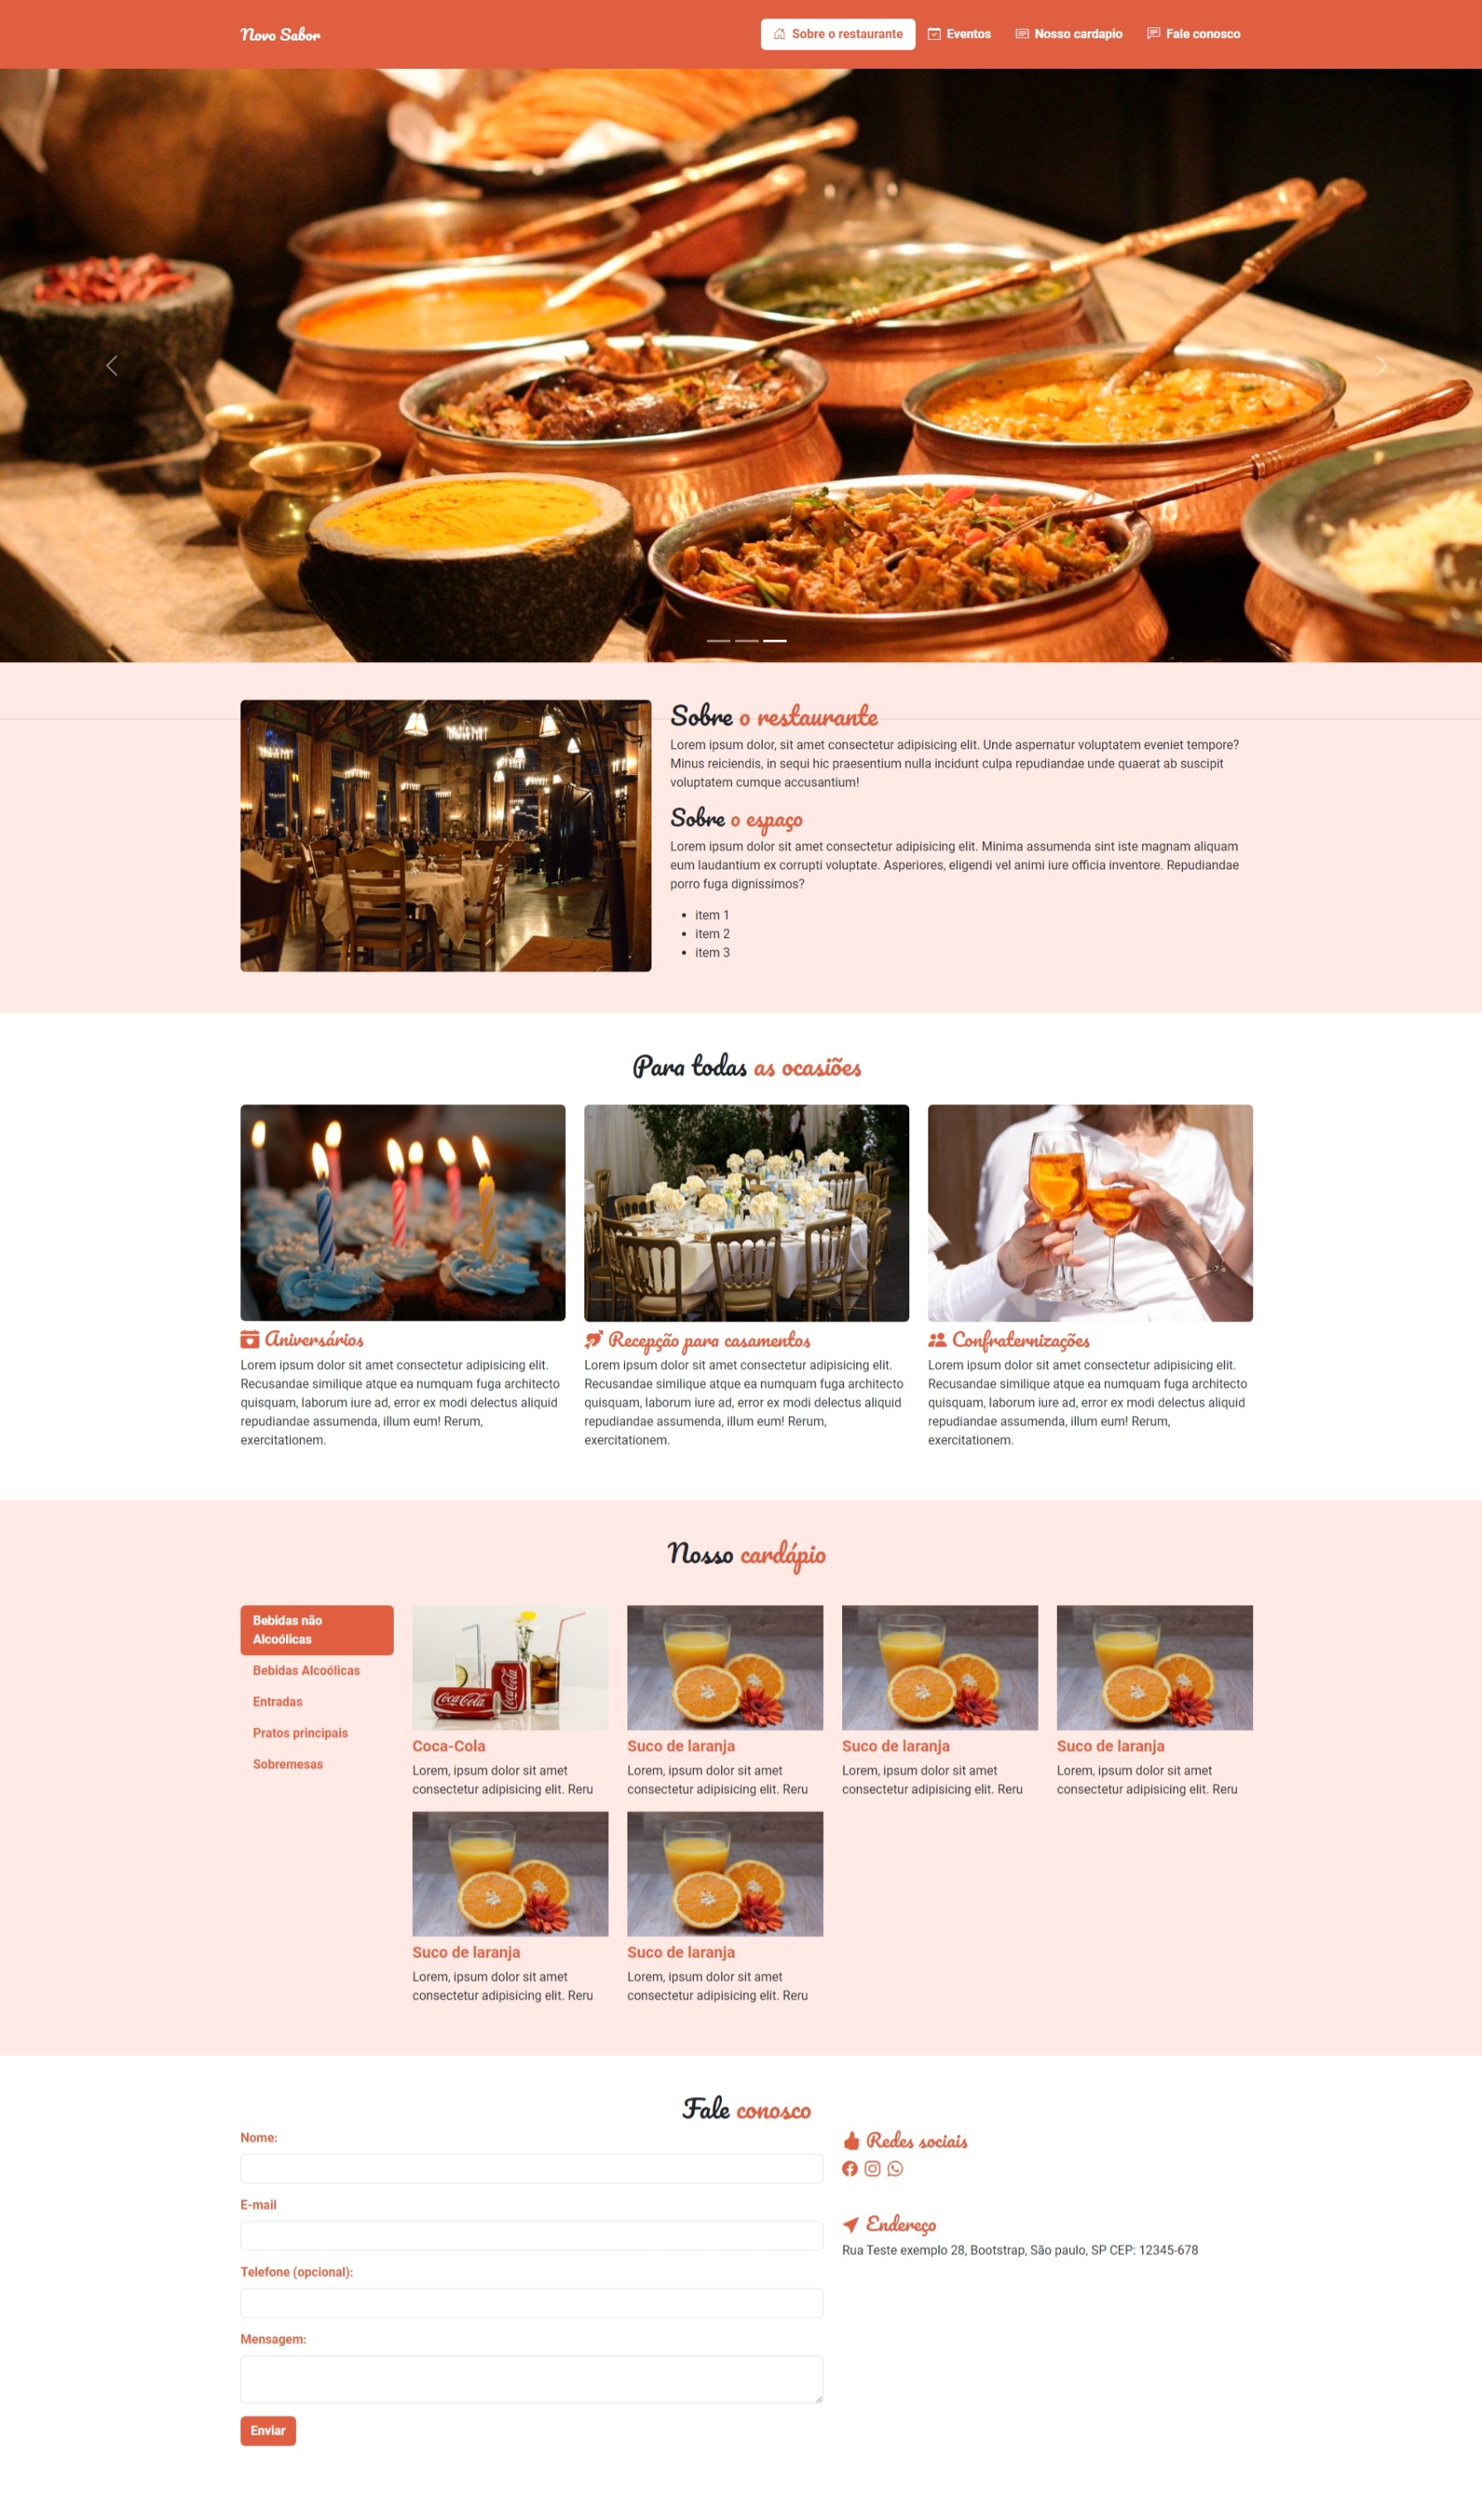 Novo Sabor
Sobre o restaurante
Eventos
Nosso cardapio
Fale conosco
Sobre o restaurante
Lorem ipsum dolor, sit amet consectetur adipisicing elit. Unde aspernatur voluptatem eveniet tempore?
Minus reiciendis, in sequi hic praesentium nulla incidunt culpa repudiandae unde quaerat ab suscipit
voluptatem cumque accusantium!
Sobre o espaço
Lorem ipsum dolor sit amet consectetur adipisicing elit. Minima assumenda sint iste magnam aliquam
eum laudantium ex corrupti voluptate. Asperiores, eligendi vel animi iure officia inventore. Repudiandae
porro fuga dignissimos?
• item 1
• item 2
• item 3
Para todas as ocasiões
Aniversários
Lorem ipsum dolor sit amet consectetur adipisicing elit.
Recusandae similique atque ea numquam fuga architecto
quisquam, laborum iure ad, error ex modi delectus aliquid
repudiandae assumenda, illum eum! Rerum,
exercitationem.
Recepção para casamentos
Lorem ipsum dolor sit amet consectetur adipisicing elit.
Recusandae similique atque ea numquam fuga architecto
quisquam, laborum iure ad, error ex modi delectus aliquid
repudiandae assumenda, illum eum! Rerum,
exercitationem.
Confraternizações
Lorem ipsum dolor sit amet consectetur adipisicing elit.
Recusandae similique atque ea numquam fuga architecto
quisquam, laborum iure ad, error ex modi delectus aliquid
repudiandae assumenda, illum eum! Rerum,
exercitationem.
Nosso cardápio
Bebidas não
Alcoólicas
Bebidas Alcoólicas
Entradas
Pratos principais
Sobremesas
Coca-Cola
Coca-Cola
Coca-Cola
Lorem, ipsum dolor sit amet
consectetur adipisicing elit. Reru
Suco de laranja
Lorem, ipsum dolor sit amet
consectetur adipisicing elit. Reru
Suco de laranja
Lorem, ipsum dolor sit amet
consectetur adipisicing elit. Reru
Suco de laranja
Lorem, ipsum dolor sit amet
consectetur adipisicing elit. Reru
Suco de laranja
Lorem, ipsum dolor sit amet
consectetur adipisicing elit. Reru
Suco de laranja
Lorem, ipsum dolor sit amet
consectetur adipisicing elit. Reru
Fale conosco
Nome:
E-mail
Telefone (opcional):
Mensagem:
Enviar
Redes sociais
Endereço
Rua Teste exemplo 28, Bootstrap, São paulo, SP CEP: 12345-678